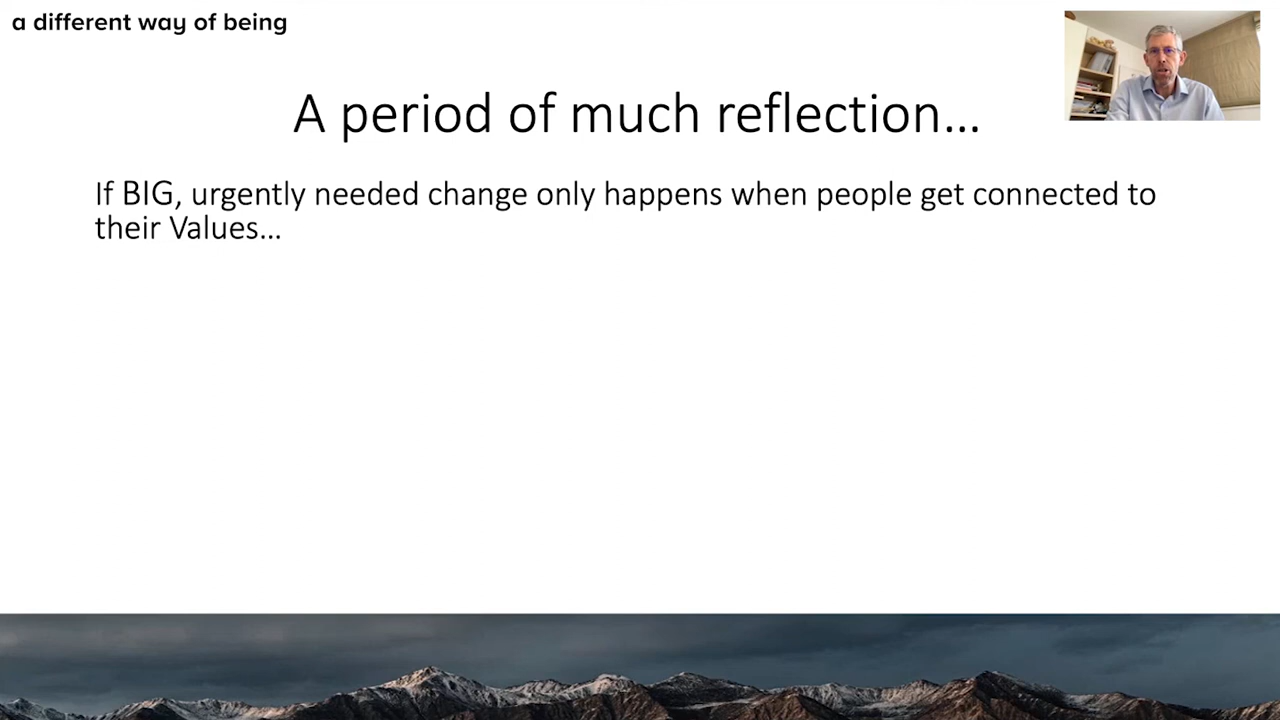 a different way of being
A period of much reflection...
If BIG, urgently needed change only happens when people get connected to
their Values...